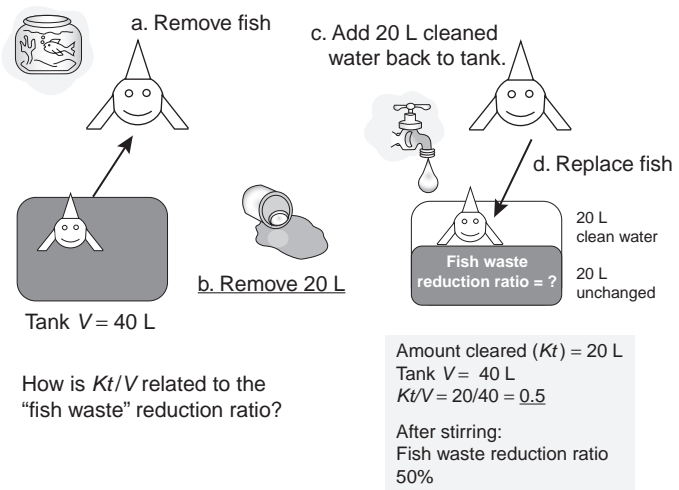 a. Remove fish
c. Add 20 L cleaned
water back to tank.
d. Replace fish
b. Remove 20 L
Tank V = 40 L
Fish waste
reduction ratio = ?
20 L
clean water
20 L
unchanged
How is Kt/V related to the
“fish waste” reduction ratio?
Amount cleared (Kt) = 20 L
Tank V = 40 L
Kt/V = 20/40 = 0.5
After stirring:
Fish waste reduction ratio
50%